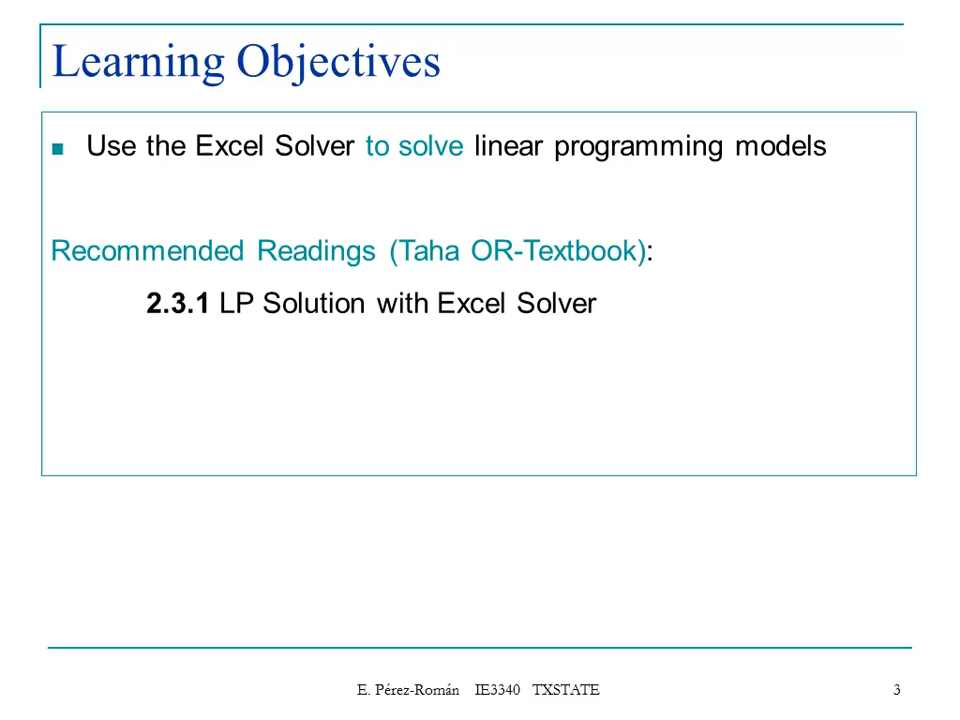 Learning Objectives
Use the Excel Solver to solve linear programming models
Recommended Readings (Taha OR-Textbook):
2.3.1 LP Solution with Excel Solver
E. Pérez-Román IE3340 TXSTATE 3